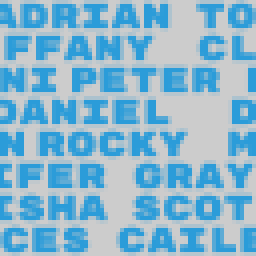 ADRIAN TO
FFANY CL
NI PETER
DANIEL D
N ROCKY M
IFER GRAY
ISHA SCOT
CES CAILE